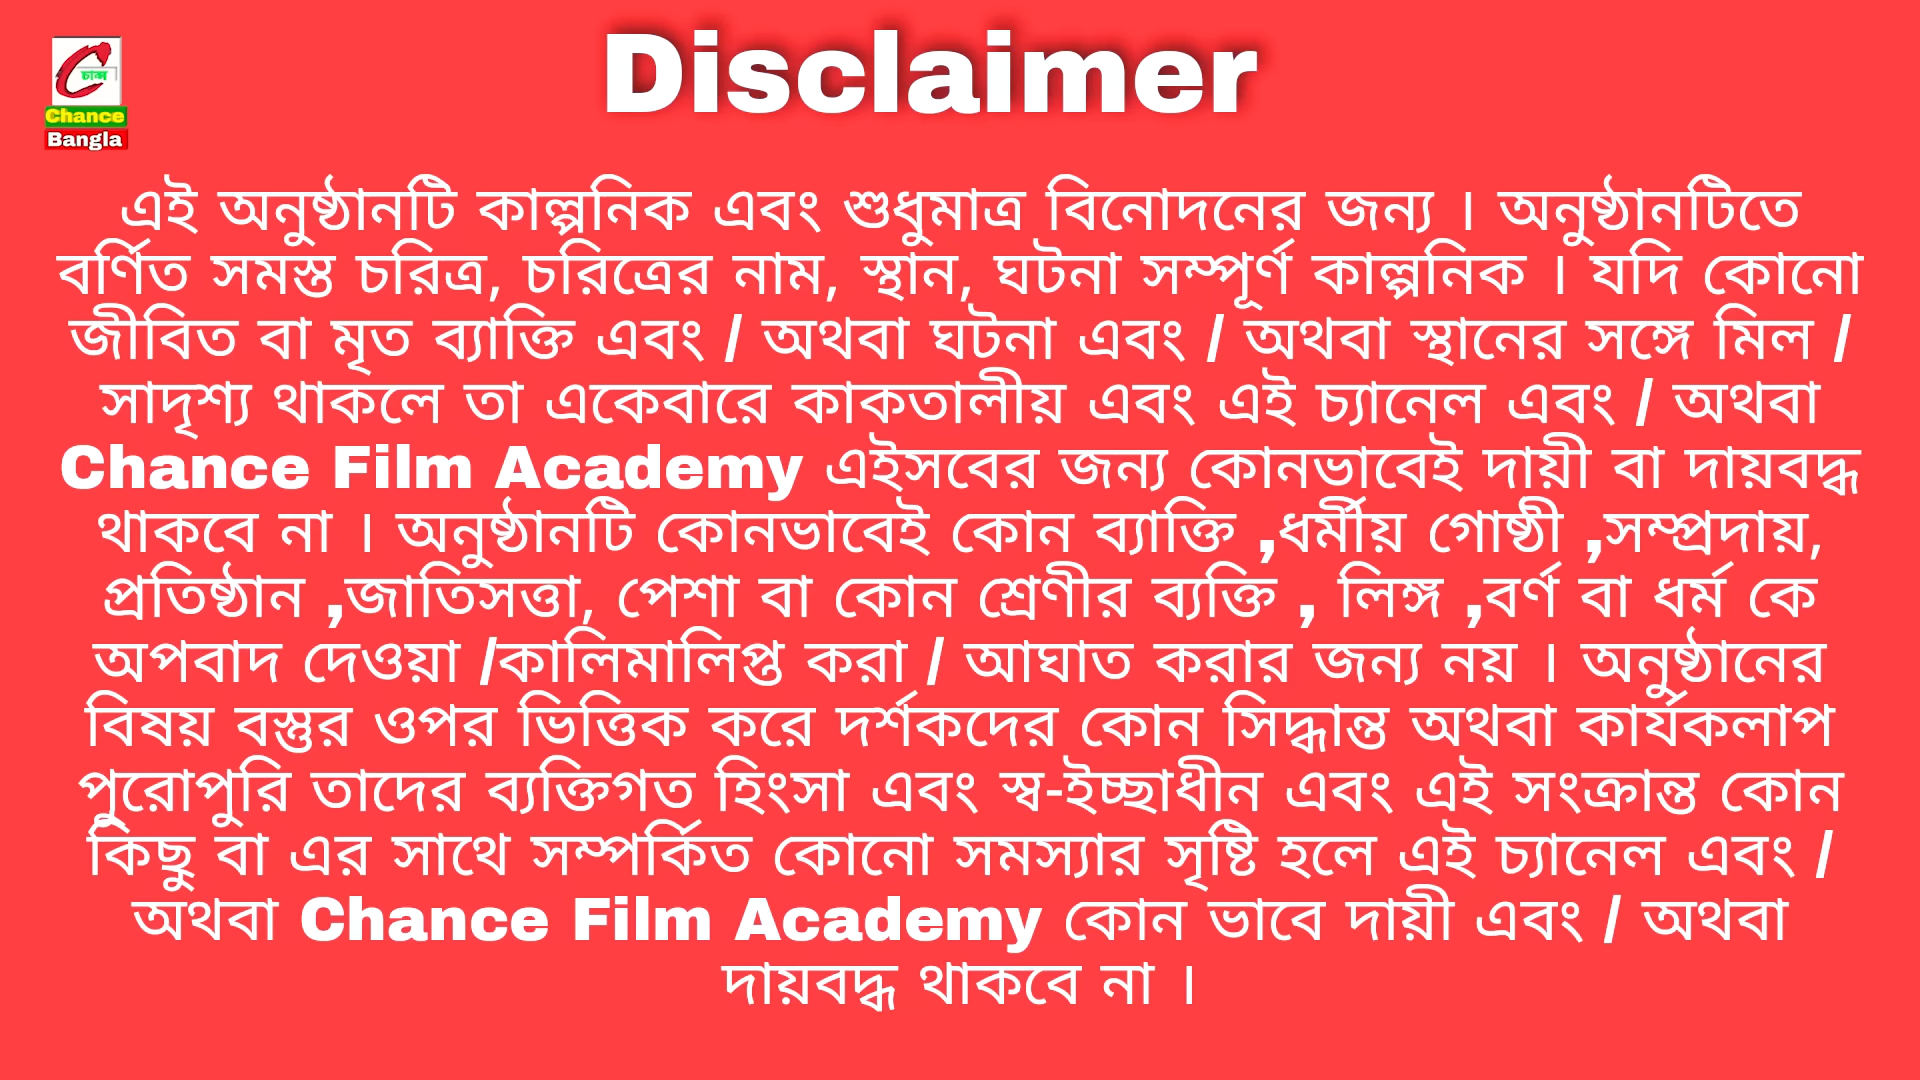 Disclaimer
চান্স
Chance
Bangla
এই অনুষ্ঠানটি কাল্পনিক এবং শুধুমাত্র বিনোদনের জন্য । অনুষ্ঠানটিতে
বর্ণিত সমস্ত চরিত্র, চরিত্রের নাম, স্থান, ঘটনা সম্পূর্ণ কাল্পনিক । যদি কোনো
জীবিত বা মৃত ব্যাক্তি এবং / অথবা ঘটনা এবং / অথবা স্থানের সঙ্গে মিল /
সাদৃশ্য থাকলে তা একেবারে কাকতালীয় এবং এই চ্যানেল এবং / অথবা
Chance Film Academy এইসবের জন্য কোনভাবেই দায়ী বা দায়বদ্ধ
থাকবে না । অনুষ্ঠানটি কোনভাবেই কোন ব্যাক্তি ,ধর্মীয় গোষ্ঠী ,সম্প্রদায়,
প্রতিষ্ঠান ,জাতিসত্তা, পেশা বা কোন শ্রেণীর ব্যক্তি , লিঙ্গ ,বর্ণ বা ধর্ম কে
অপবাদ দেওয়া /কালিমালিপ্ত করা / আঘাত করার জন্য নয় । অনুষ্ঠানের
বিষয় বস্তুর ওপর ভিত্তিক করে দর্শকদের কোন সিদ্ধান্ত অথবা কার্যকলাপ
পুরোপুরি তাদের ব্যক্তিগত হিংসা এবং স্ব-ইচ্ছাধীন এবং এই সংক্রান্ত কোন
কিছু বা এর সাথে সম্পর্কিত কোনো সমস্যার সৃষ্টি হলে এই চ্যানেল এবং /
অথবা Chance Film Academy কোন ভাবে দায়ী এবং / অথবা
দায়বদ্ধ থাকবে না ।